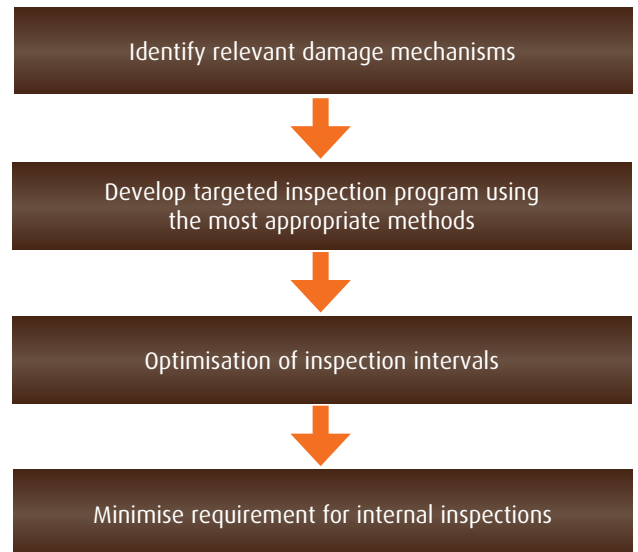 Identify relevant damage mechanisms
Develop targeted inspection program using
the most appropriate methods
Optimisation of inspection intervals
Minimise requirement for internal inspections